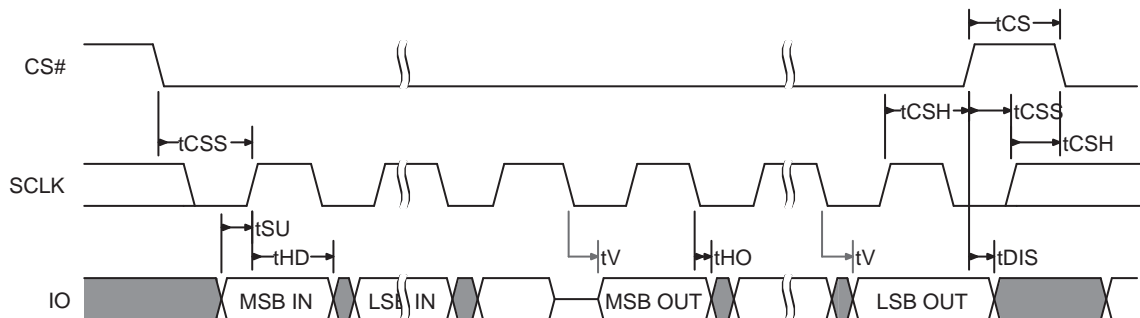 tCS
CS#
tCSH
tCSS
tCSS
tCSH
SCLK
tSU
tHD
tV
tHO
tV
tDIS
IO
MSB IN
LSB IN
MSB OUT
LSB OUT